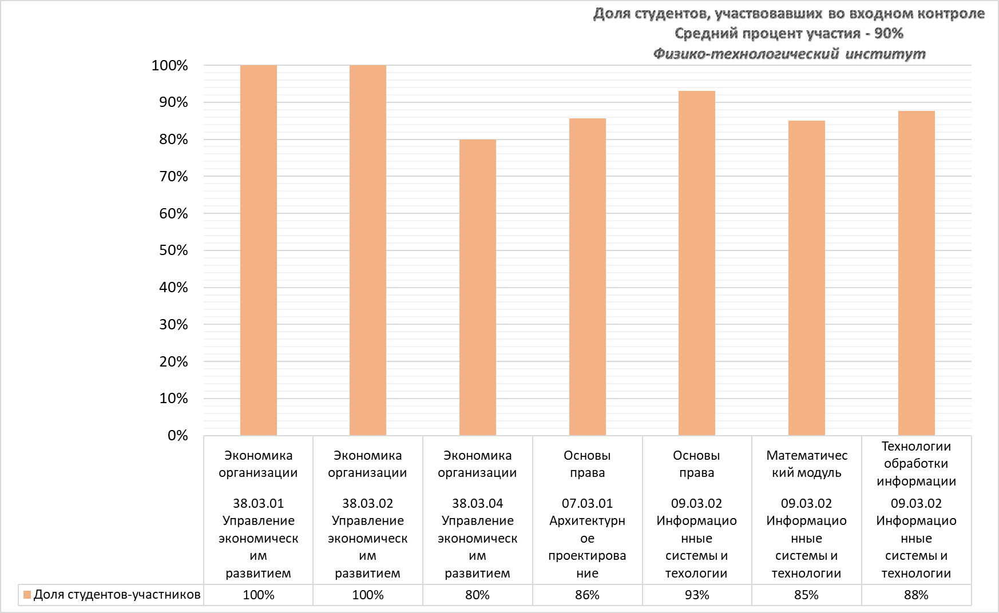 Доля студентов, участвовавших во входном контроле
Средний процент участия - 90%
Физико-технологический институт
100%
90%
80%
70%
60%
50%
40%
30%
20%
10%
0%
Экономика
организации
38.03.01
Управление
экономическ
им
развитием
Экономика
организации
38.03.02
Управление
экономическ
им
развитием
Экономика
организации
38.03.04
Управление
экономическ
им
развитием
Основы
права
07.03.01
Архитектурн
ое
проектирова
ние
Основы
права
09.03.02
Информацио
нные
системы и
техологии
Математичес
кий модуль
09.03.02
Информацио
нные
системы и
технологии
Технологии
обработки
информации
09.03.02
Информацио
нные
системы и
технологии
Доля студентов-участников 100% 100% 80% 86% 93% 85% 88%